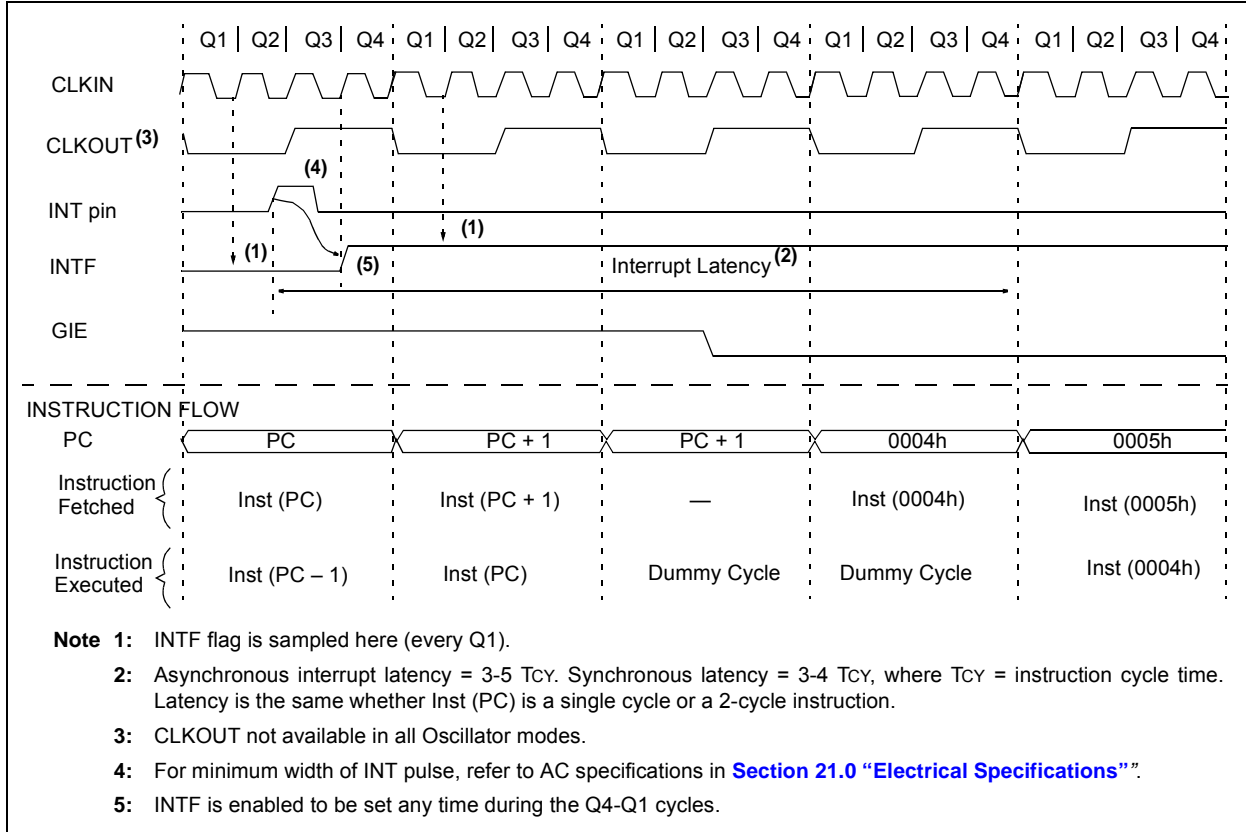 Q1 Q2 Q3 Q4 Q1 Q2 Q3 Q4 Q1 Q2 Q3 Q4 Q1 Q2 Q3 Q4 Q1 Q2 Q3 Q4
CLKIN
CLKOUT (3)
(4)
INT pin
(1)
(1)
INTF
(5)
Interrupt Latency (2)
GIE
INSTRUCTION FLOW
PC PC PC + 1 PC + 1 0004h 0005h
Instruction
Fetched
Inst (PC) Inst (PC + 1) — Inst (0004h) Inst (0005h)
Instruction
Executed
Inst (PC – 1) Inst (PC) Dummy Cycle Dummy Cycle Inst (0004h)
Note 1: INTF flag is sampled here (every Q1).
2: Asynchronous interrupt latency = 3-5 TCY. Synchronous latency = 3-4 TCY, where TCY = instruction cycle time.
Latency is the same whether Inst (PC) is a single cycle or a 2-cycle instruction.
3: CLKOUT not available in all Oscillator modes.
4: For minimum width of INT pulse, refer to AC specifications in Section 21.0 “Electrical Specifications””.
5: INTF is enabled to be set any time during the Q4-Q1 cycles.